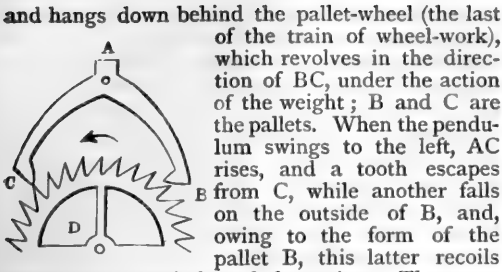 and hangs down behind the pallet-wheel (the last
of the train of wheel-work),
which revolves in the direc-
tion of BC, under the action
of the weight; B and C are
the pallets. When the pendu-
lum swings to the left, AC
rises, and a tooth escapes
from C, while another falls
on the outside of B, and,
owing to the form of the
pallet B, this latter recoils
A
C
B
D